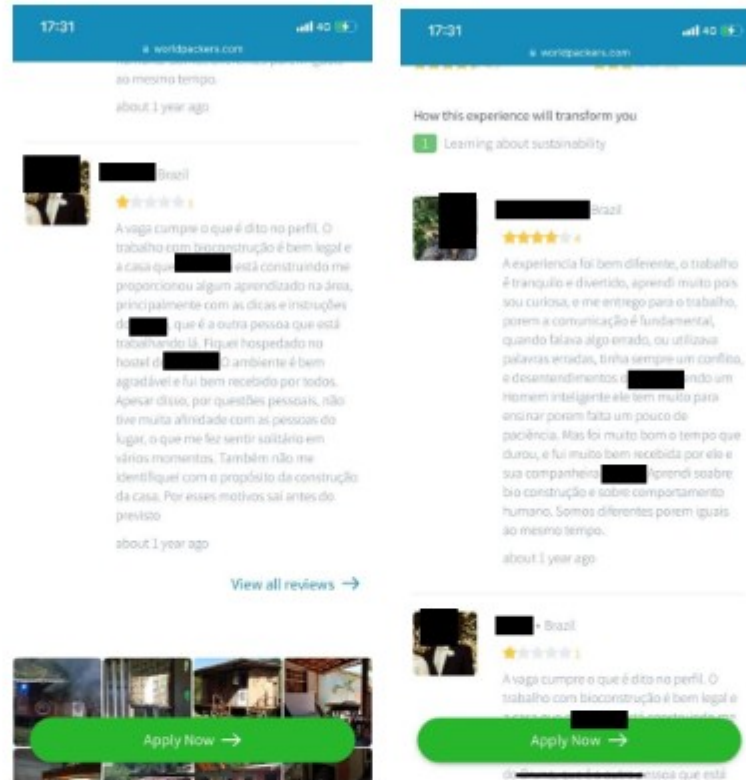 17:31
4G
worldpackers.com
ao mesmo tempo.
about 1 year ago
Brazil
1
A vaga cumpre o que é dito no perfil. O
trabalho com bioconstrução é bem legal e
a casa que está construindo me
proporcionou algum aprendizado na área,
principalmente com as dicas e instruções
do , que é a outra pessoa que está
trabalhando lá. Fiquei hospedado no
hostel d O ambiente é bem
agradável e fui bem recebido por todos.
Apesar disso, por questões pessoais, não
tive muita afinidade com as pessoas do
lugar, o que me fez sentir solitário em
vários momentos. Também não me
identifiquei com o propósito da construção
da casa. Por esses motivos saí antes do
previsto
about 1 year ago
View all reviews →
Apply Now →
17:31
4G
worldpackers.com
How this experience will transform you
1 Learning about sustainability
Brazil
4
A experiencia foi bem diferente, o trabalho
é tranquilo e divertido, aprendi muito pois
sou curiosa, e me entrego para o trabalho,
porem a comunicação é fundamental,
quando falava algo errado, ou utilizava
palavras erradas, tinha sempre um conflito,
e desentendimentos endo um
Homem inteligente ele tem muito para
ensinar porem falta um pouco de
paciência. Mas foi muito bom o tempo que
durou, e fui muito bem recebida por ele e
sua companheira Aprendi soabre
bio construção e sobre comportamento
humano. Somos diferentes porem iguais
ao mesmo tempo.
about 1 year ago
• Brazil
1
A vaga cumpre o que é dito no perfil. O
trabalho com bioconstrução é bem legal e
Apply Now →
pessoa que está